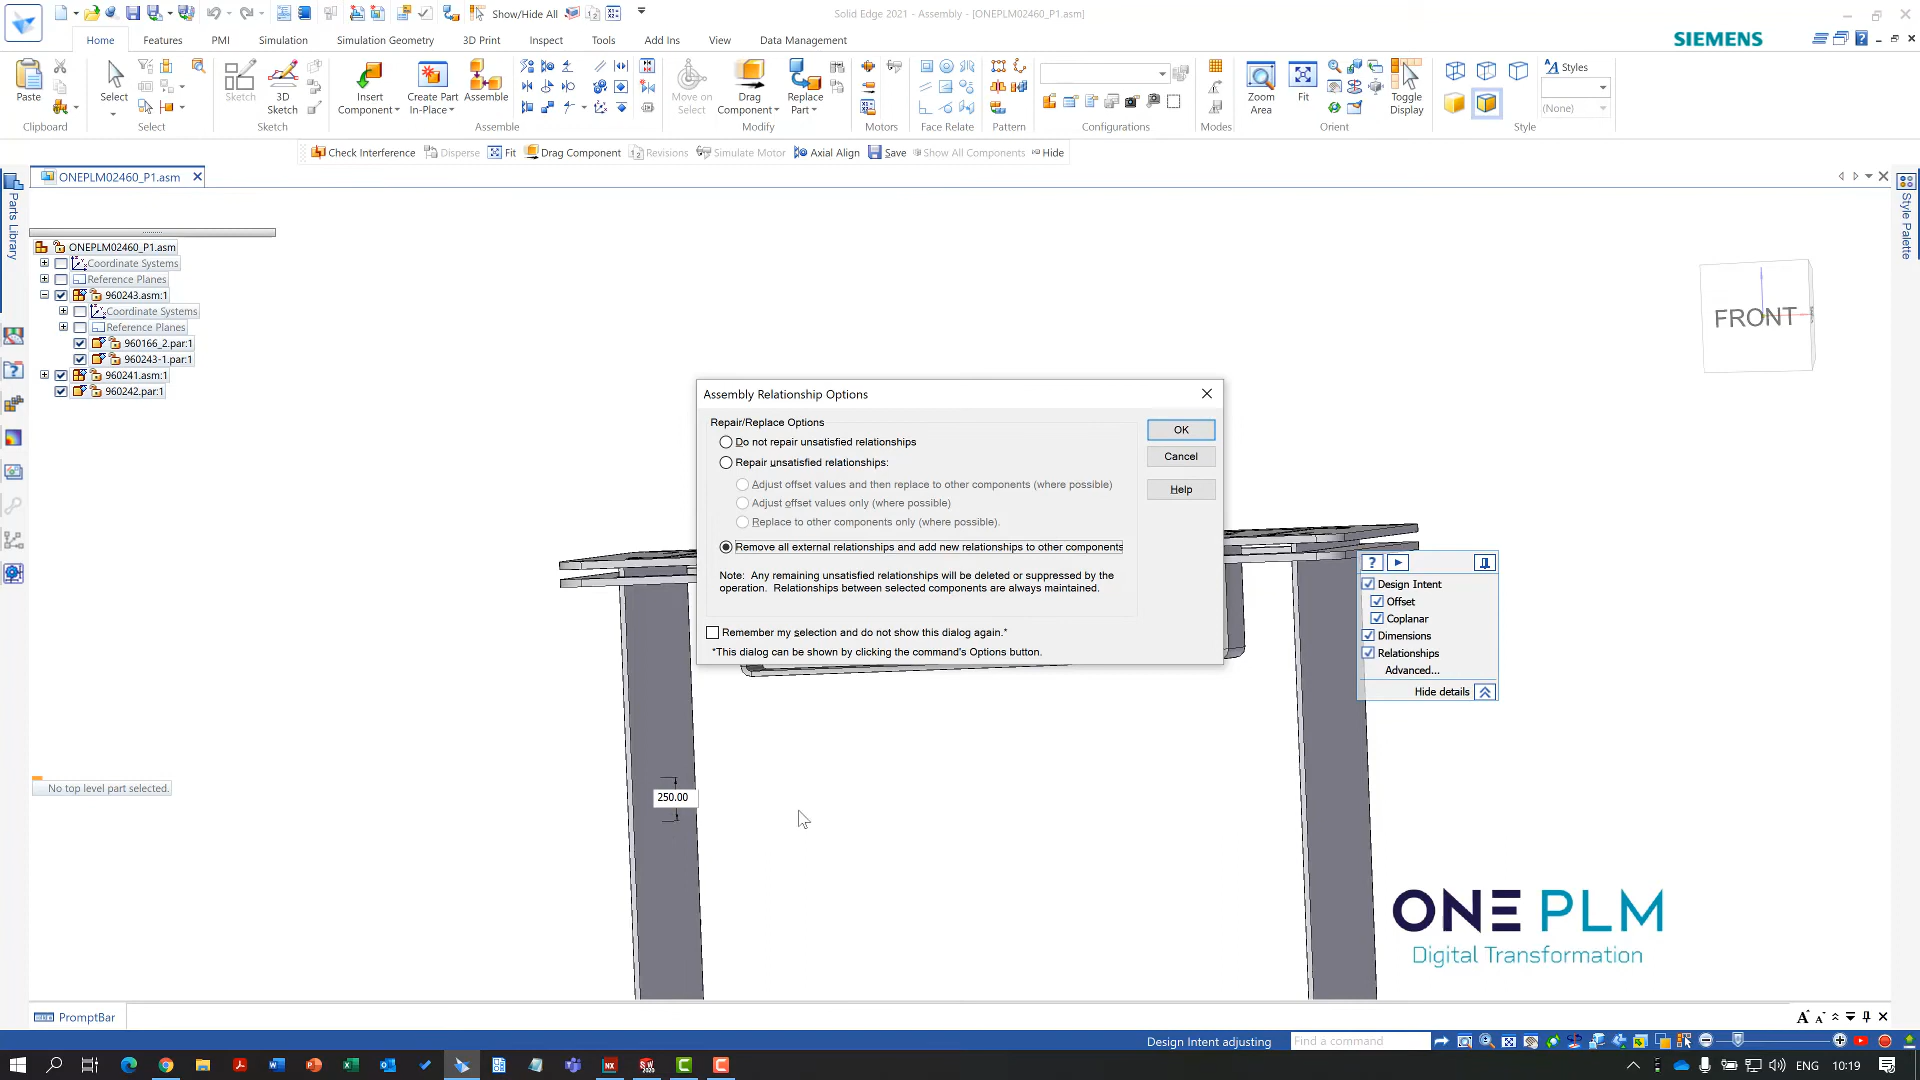 Show/Hide All
Solid Edge 2021 - Assembly - [ONEPLM02460_P1.asm]
Home Features PMI Simulation Simulation Geometry 3D Print Inspect Tools Add Ins View Data Management
SIEMENS
Paste
Clipboard
Select
Select
Sketch
3D Sketch
Sketch
Insert Component
Create Part In-Place
Assemble
Assemble
Move on Select
Drag Component
Replace Part
Modify
Motors
Face Relate
Pattern
Configurations
Modes
Zoom Area
Fit
Toggle Display
Orient
Styles
(None)
Style
Check Interference Disperse Fit Drag Component Revisions Simulate Motor Axial Align Save Show All Components Hide
ONEPLM02460_P1.asm
Parts Library
Style Palette
ONEPLM02460_P1.asm
Coordinate Systems
Reference Planes
960243.asm:1
Coordinate Systems
Reference Planes
960166_2.par:1
960243-1.par:1
960241.asm:1
960242.par:1
FRONT
Assembly Relationship Options
Repair/Replace Options
Do not repair unsatisfied relationships
Repair unsatisfied relationships:
Adjust offset values and then replace to other components (where possible)
Adjust offset values only (where possible)
Replace to other components only (where possible).
Remove all external relationships and add new relationships to other components
Note: Any remaining unsatisfied relationships will be deleted or suppressed by the
operation. Relationships between selected components are always maintained.
Remember my selection and do not show this dialog again.*
*This dialog can be shown by clicking the command's Options button.
OK
Cancel
Help
Design Intent
Offset
Coplanar
Dimensions
Relationships
Advanced...
Hide details
No top level part selected.
250.00
ONE PLM
Digital Transformation
PromptBar
Design Intent adjusting
Find a command
ENG 10:19